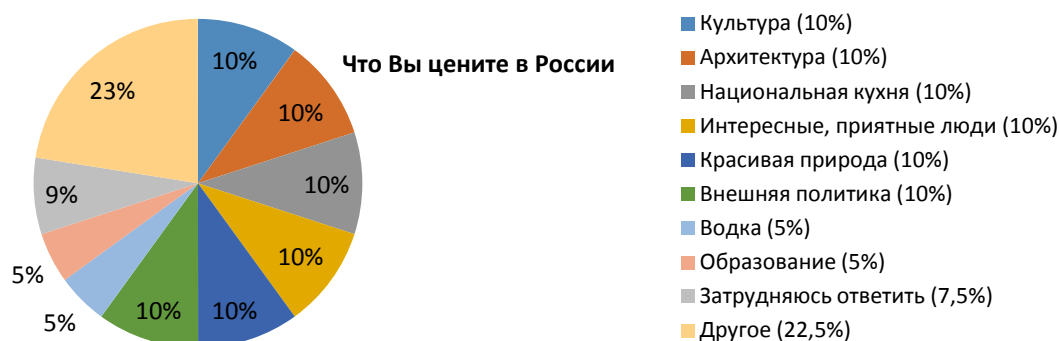 Что Вы цените в России
10%
10%
10%
10%
10%
10%
5%
5%
9%
23%
Культура (10%)
Архитектура (10%)
Национальная кухня (10%)
Интересные, приятные люди (10%)
Красивая природа (10%)
Внешняя политика (10%)
Водка (5%)
Образование (5%)
Затрудняюсь ответить (7,5%)
Другое (22,5%)